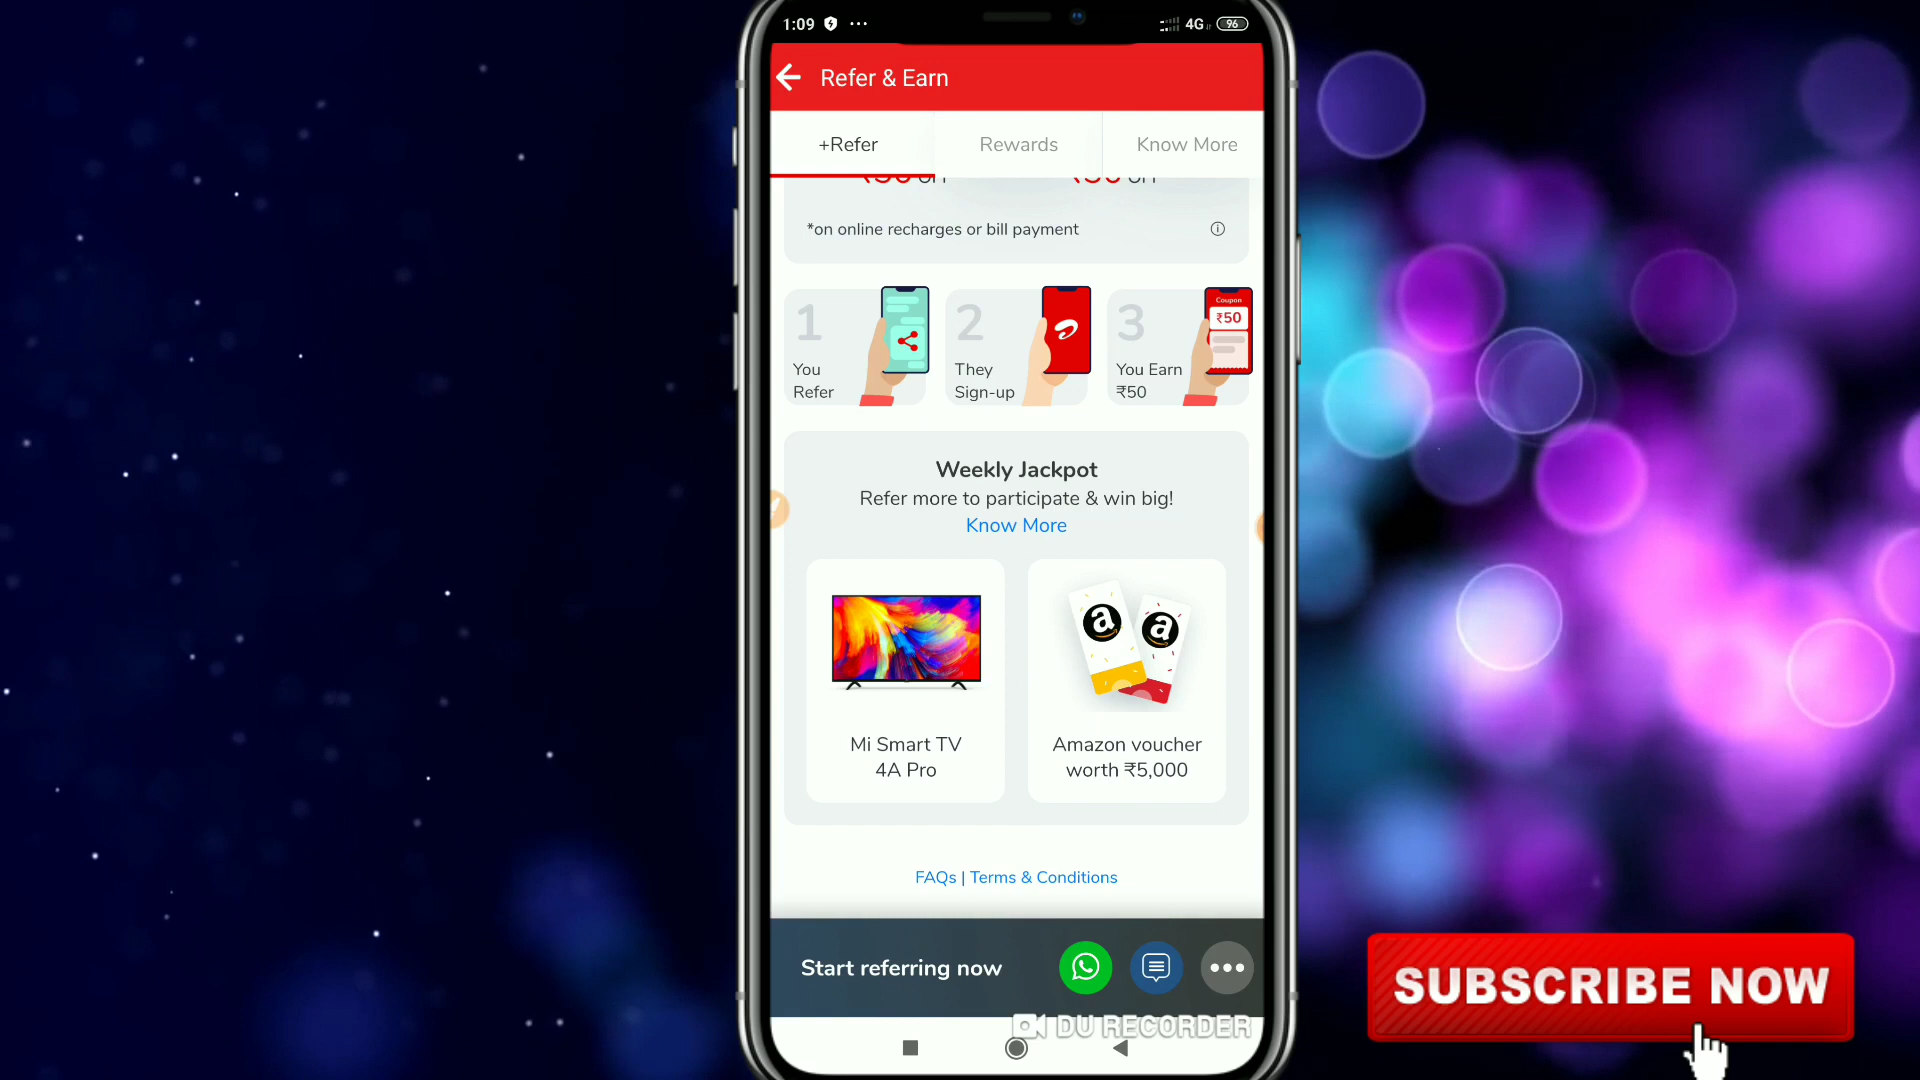 1:09
4G
96
Refer & Earn
+Refer
Rewards
Know More
*on online recharges or bill payment
1
You
Refer
2
They
Sign-up
3
You Earn
₹50
Coupon
₹50
Weekly Jackpot
Refer more to participate & win big!
Know More
a
a
Mi Smart TV
4A Pro
Amazon voucher
worth ₹5,000
FAQs | Terms & Conditions
Start referring now
DU RECORDER
SUBSCRIBE NOW